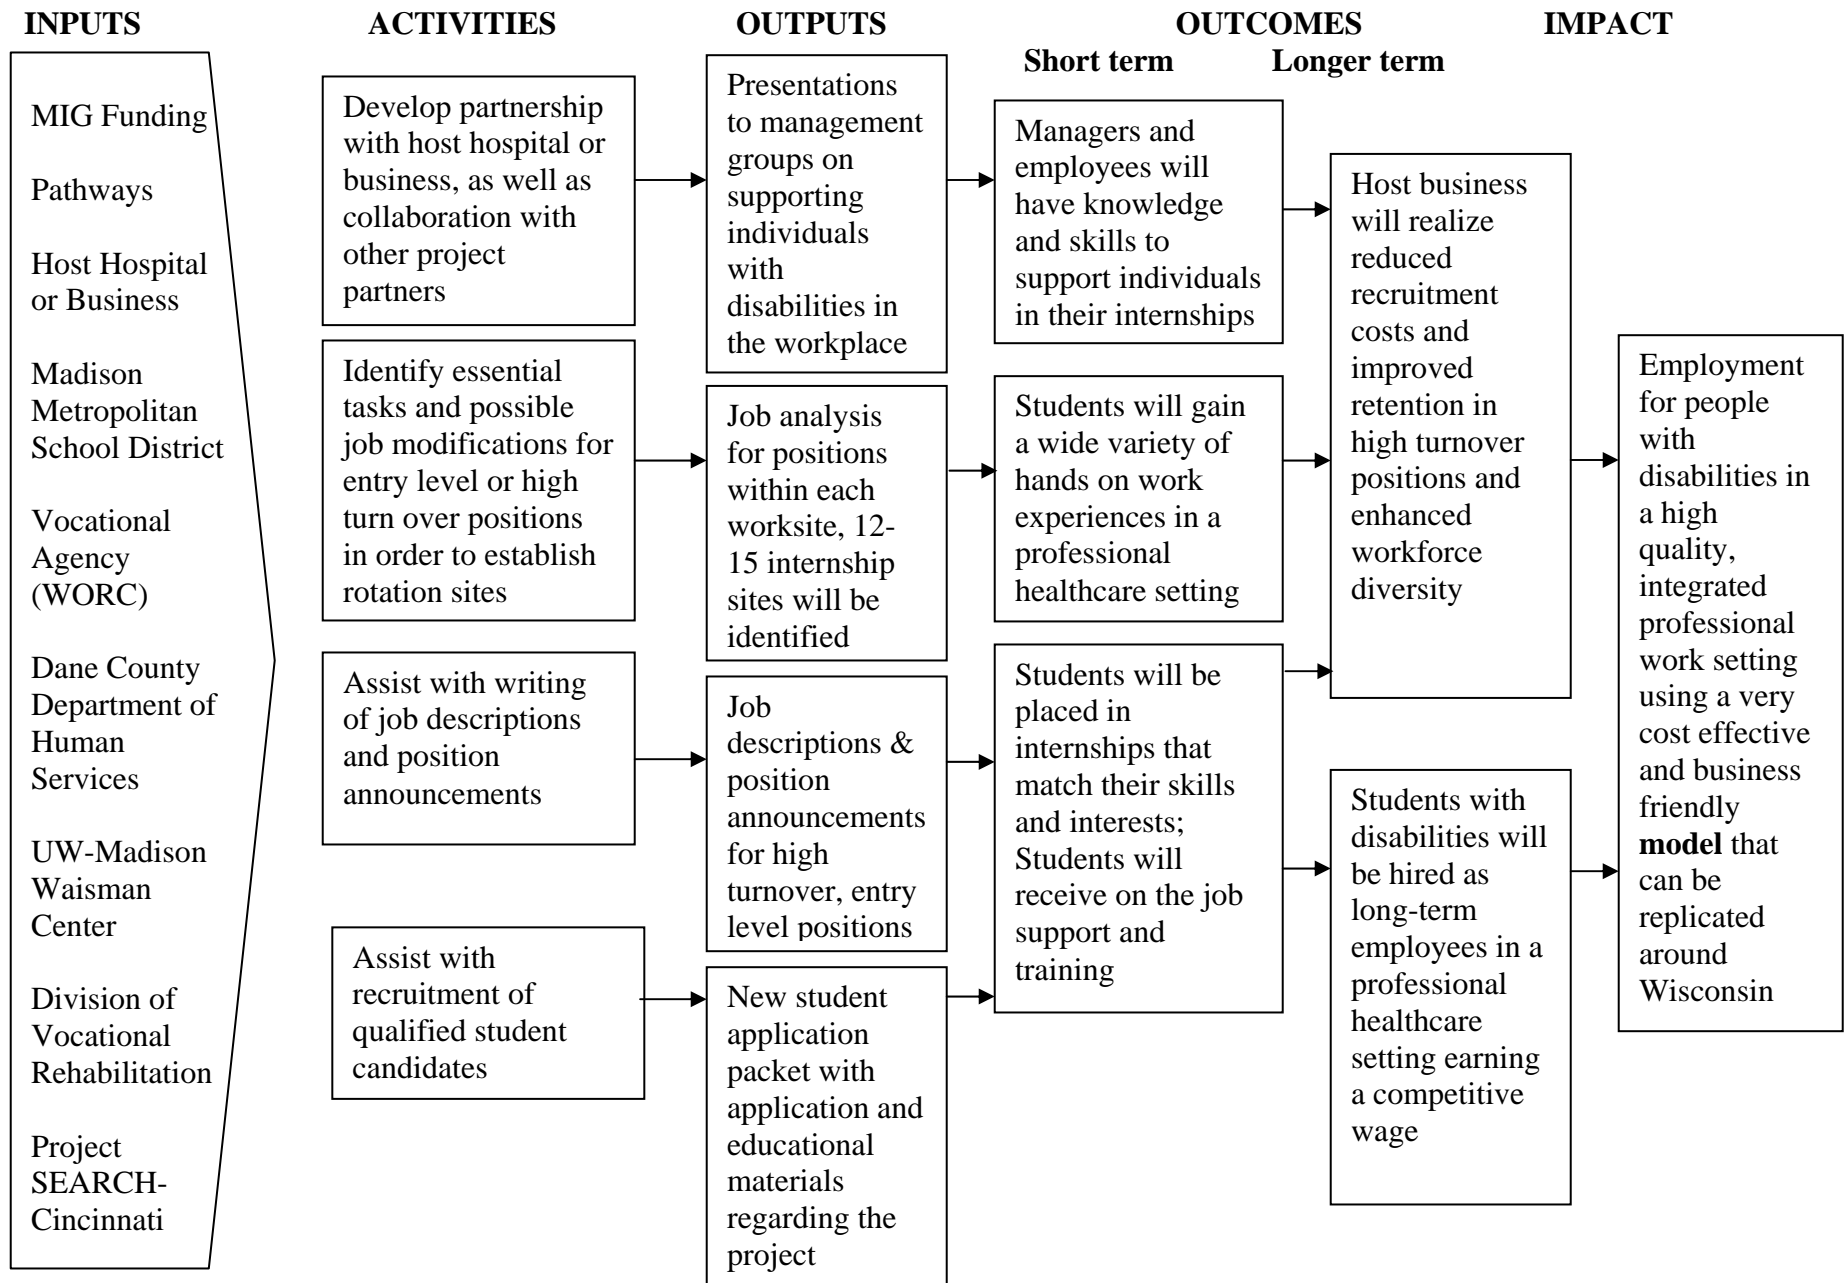 INPUTS
ACTIVITIES
OUTPUTS
OUTCOMES
IMPACT
Short term
Longer term
MIG Funding
Pathways
Host Hospital
or Business
Madison
Metropolitan
School District
Vocational
Agency
(WORC)
Dane County
Department of
Human
Services
UW-Madison
Waisman
Center
Division of
Vocational
Rehabilitation
Project
SEARCH-
Cincinnati
Develop partnership
with host hospital or
business, as well as
collaboration with
other project
partners
Identify essential
tasks and possible
job modifications for
entry level or high
turn over positions
in order to establish
rotation sites
Assist with writing
of job descriptions
and position
announcements
Assist with
recruitment of
qualified student
candidates
Presentations
to management
groups on
supporting
individuals
with
disabilities in
the workplace
Job analysis
for positions
within each
worksite, 12-
15 internship
sites will be
identified
Job
descriptions &
position
announcements
for high
turnover, entry
level positions
New student
application
packet with
application and
educational
materials
regarding the
project
Managers and
employees will
have knowledge
and skills to
support individuals
in their internships
Students will gain
a wide variety of
hands on work
experiences in a
professional
healthcare setting
Students will be
placed in
internships that
match their skills
and interests;
Students will
receive on the job
support and
training
Host business
will realize
reduced
recruitment
costs and
improved
retention in
high turnover
positions and
enhanced
workforce
diversity
Students with
disabilities will
be hired as
long-term
employees in a
professional
healthcare
setting earning
a competitive
wage
Employment
for people
with
disabilities in
a high
quality,
integrated
professional
work setting
using a very
cost effective
and business
friendly
model that
can be
replicated
around
Wisconsin